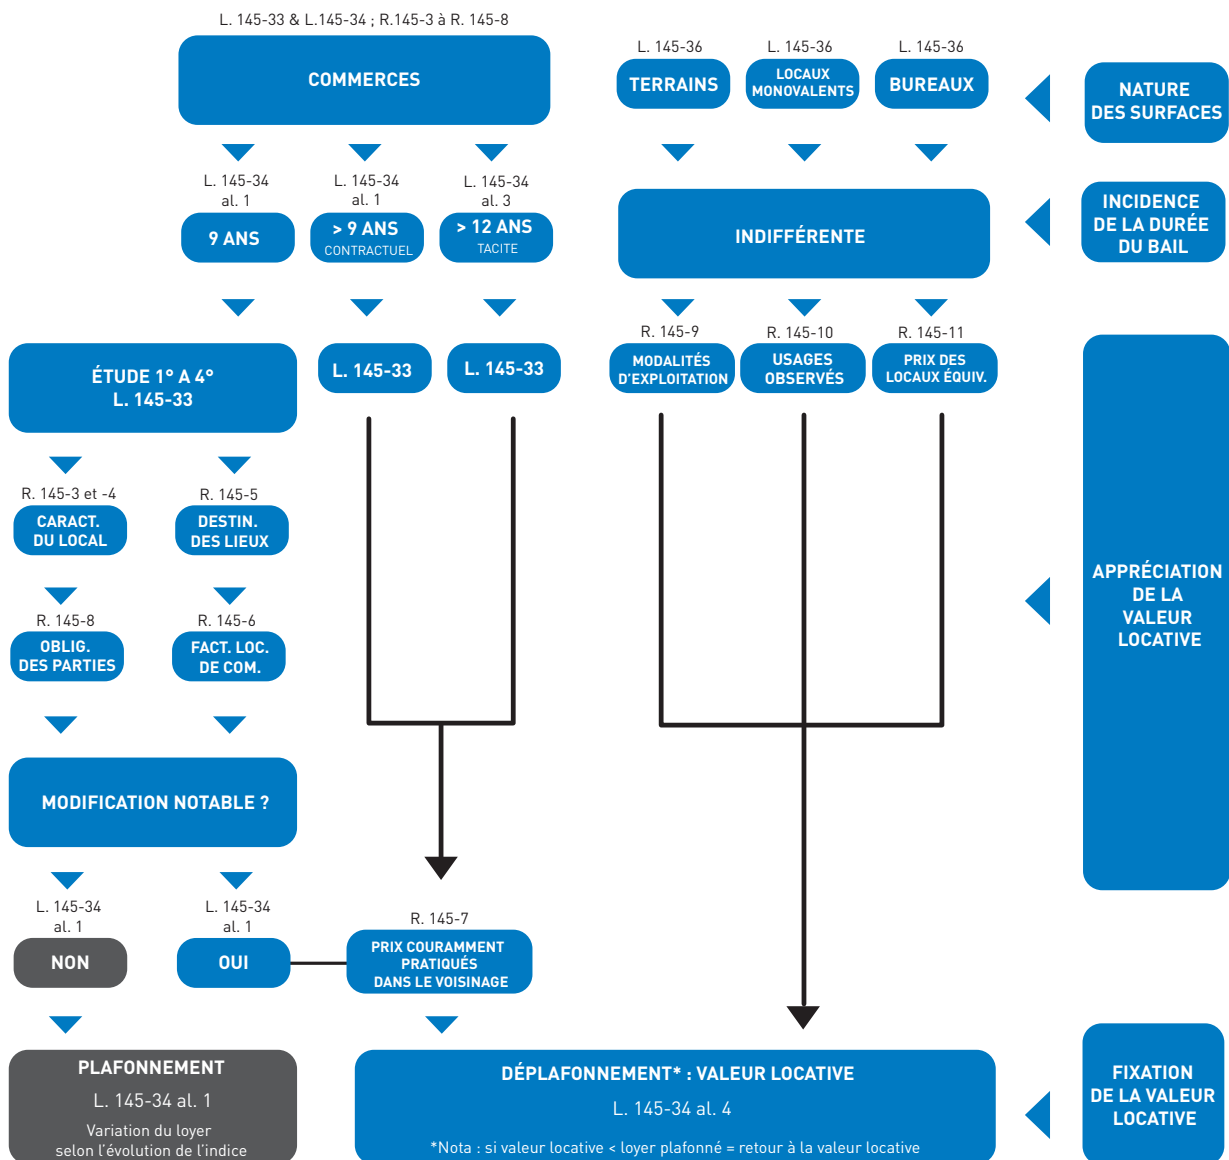 L. 145-33 & L.145-34 ; R.145-3 à R. 145-8
COMMERCES
L. 145-36
TERRAINS
L. 145-36
LOCAUX
MONOVALENTS
L. 145-36
BUREAUX
NATURE
DES SURFACES
L. 145-34
al. 1
9 ANS
L. 145-34
al. 1
> 9 ANS
CONTRACTUEL
L. 145-34
al. 3
> 12 ANS
TACITE
INDIFFÉRENTE
INCIDENCE
DE LA DURÉE
DU BAIL
ÉTUDE 1° A 4°
L. 145-33
L. 145-33
L. 145-33
R. 145-9
MODALITÉS
D'EXPLOITATION
R. 145-10
USAGES
OBSERVÉS
R. 145-11
PRIX DES
LOCAUX ÉQUIV.
R. 145-3 et -4
CARACT.
DU LOCAL
R. 145-5
DESTIN.
DES LIEUX
R. 145-8
OBLIG.
DES PARTIES
R. 145-6
FACT. LOC.
DE COM.
APPRÉCIATION
DE LA
VALEUR
LOCATIVE
MODIFICATION NOTABLE ?
L. 145-34
al. 1
NON
L. 145-34
al. 1
OUI
R. 145-7
PRIX COURAMMENT
PRATIQUÉS
DANS LE VOISINAGE
PLAFONNEMENT
L. 145-34 al. 1
Variation du loyer
selon l'évolution de l'indice
DÉPLAFONNEMENT* : VALEUR LOCATIVE
L. 145-34 al. 4
*Nota : si valeur locative < loyer plafonné = retour à la valeur locative
FIXATION
DE LA VALEUR
LOCATIVE